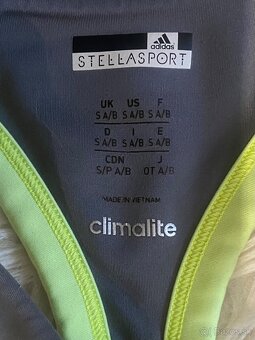 adidas
STELLASPORT
UK US F
S A/B S A/B S A/B
D I E
S A/B S A/B S A/B
CDN J
S/P A/B OT A/B
MADE IN VIETNAM
climalite